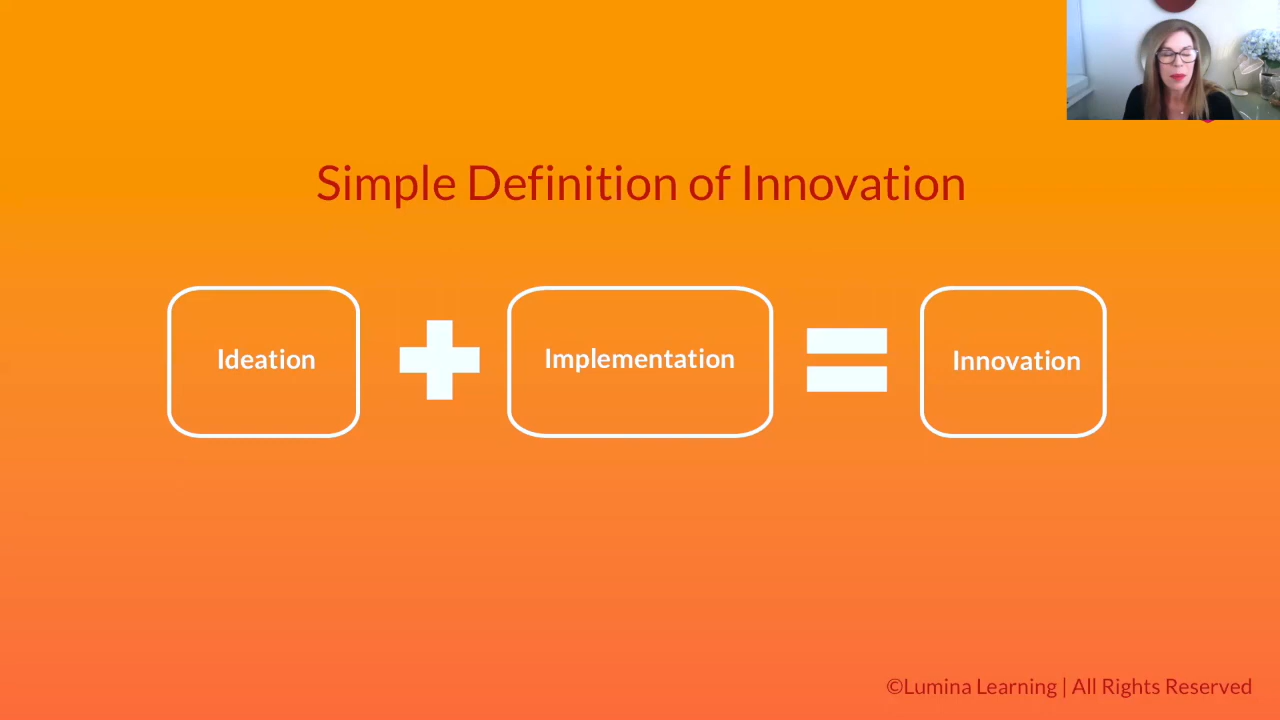 Simple Definition of Innovation
Ideation
Implementation
Innovation
©Lumina Learning | All Rights Reserved